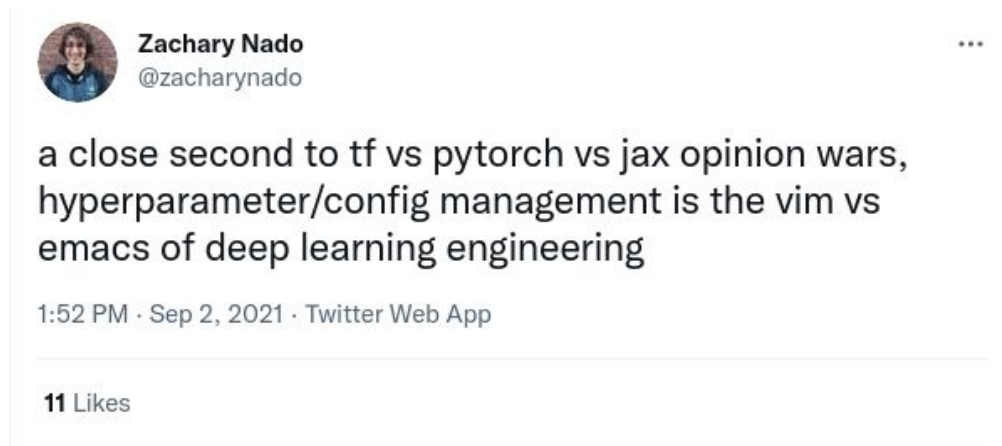 Zachary Nado
@zacharynado
a close second to tf vs pytorch vs jax opinion wars,
hyperparameter/config management is the vim vs
emacs of deep learning engineering
1:52 PM · Sep 2, 2021 · Twitter Web App
11 Likes